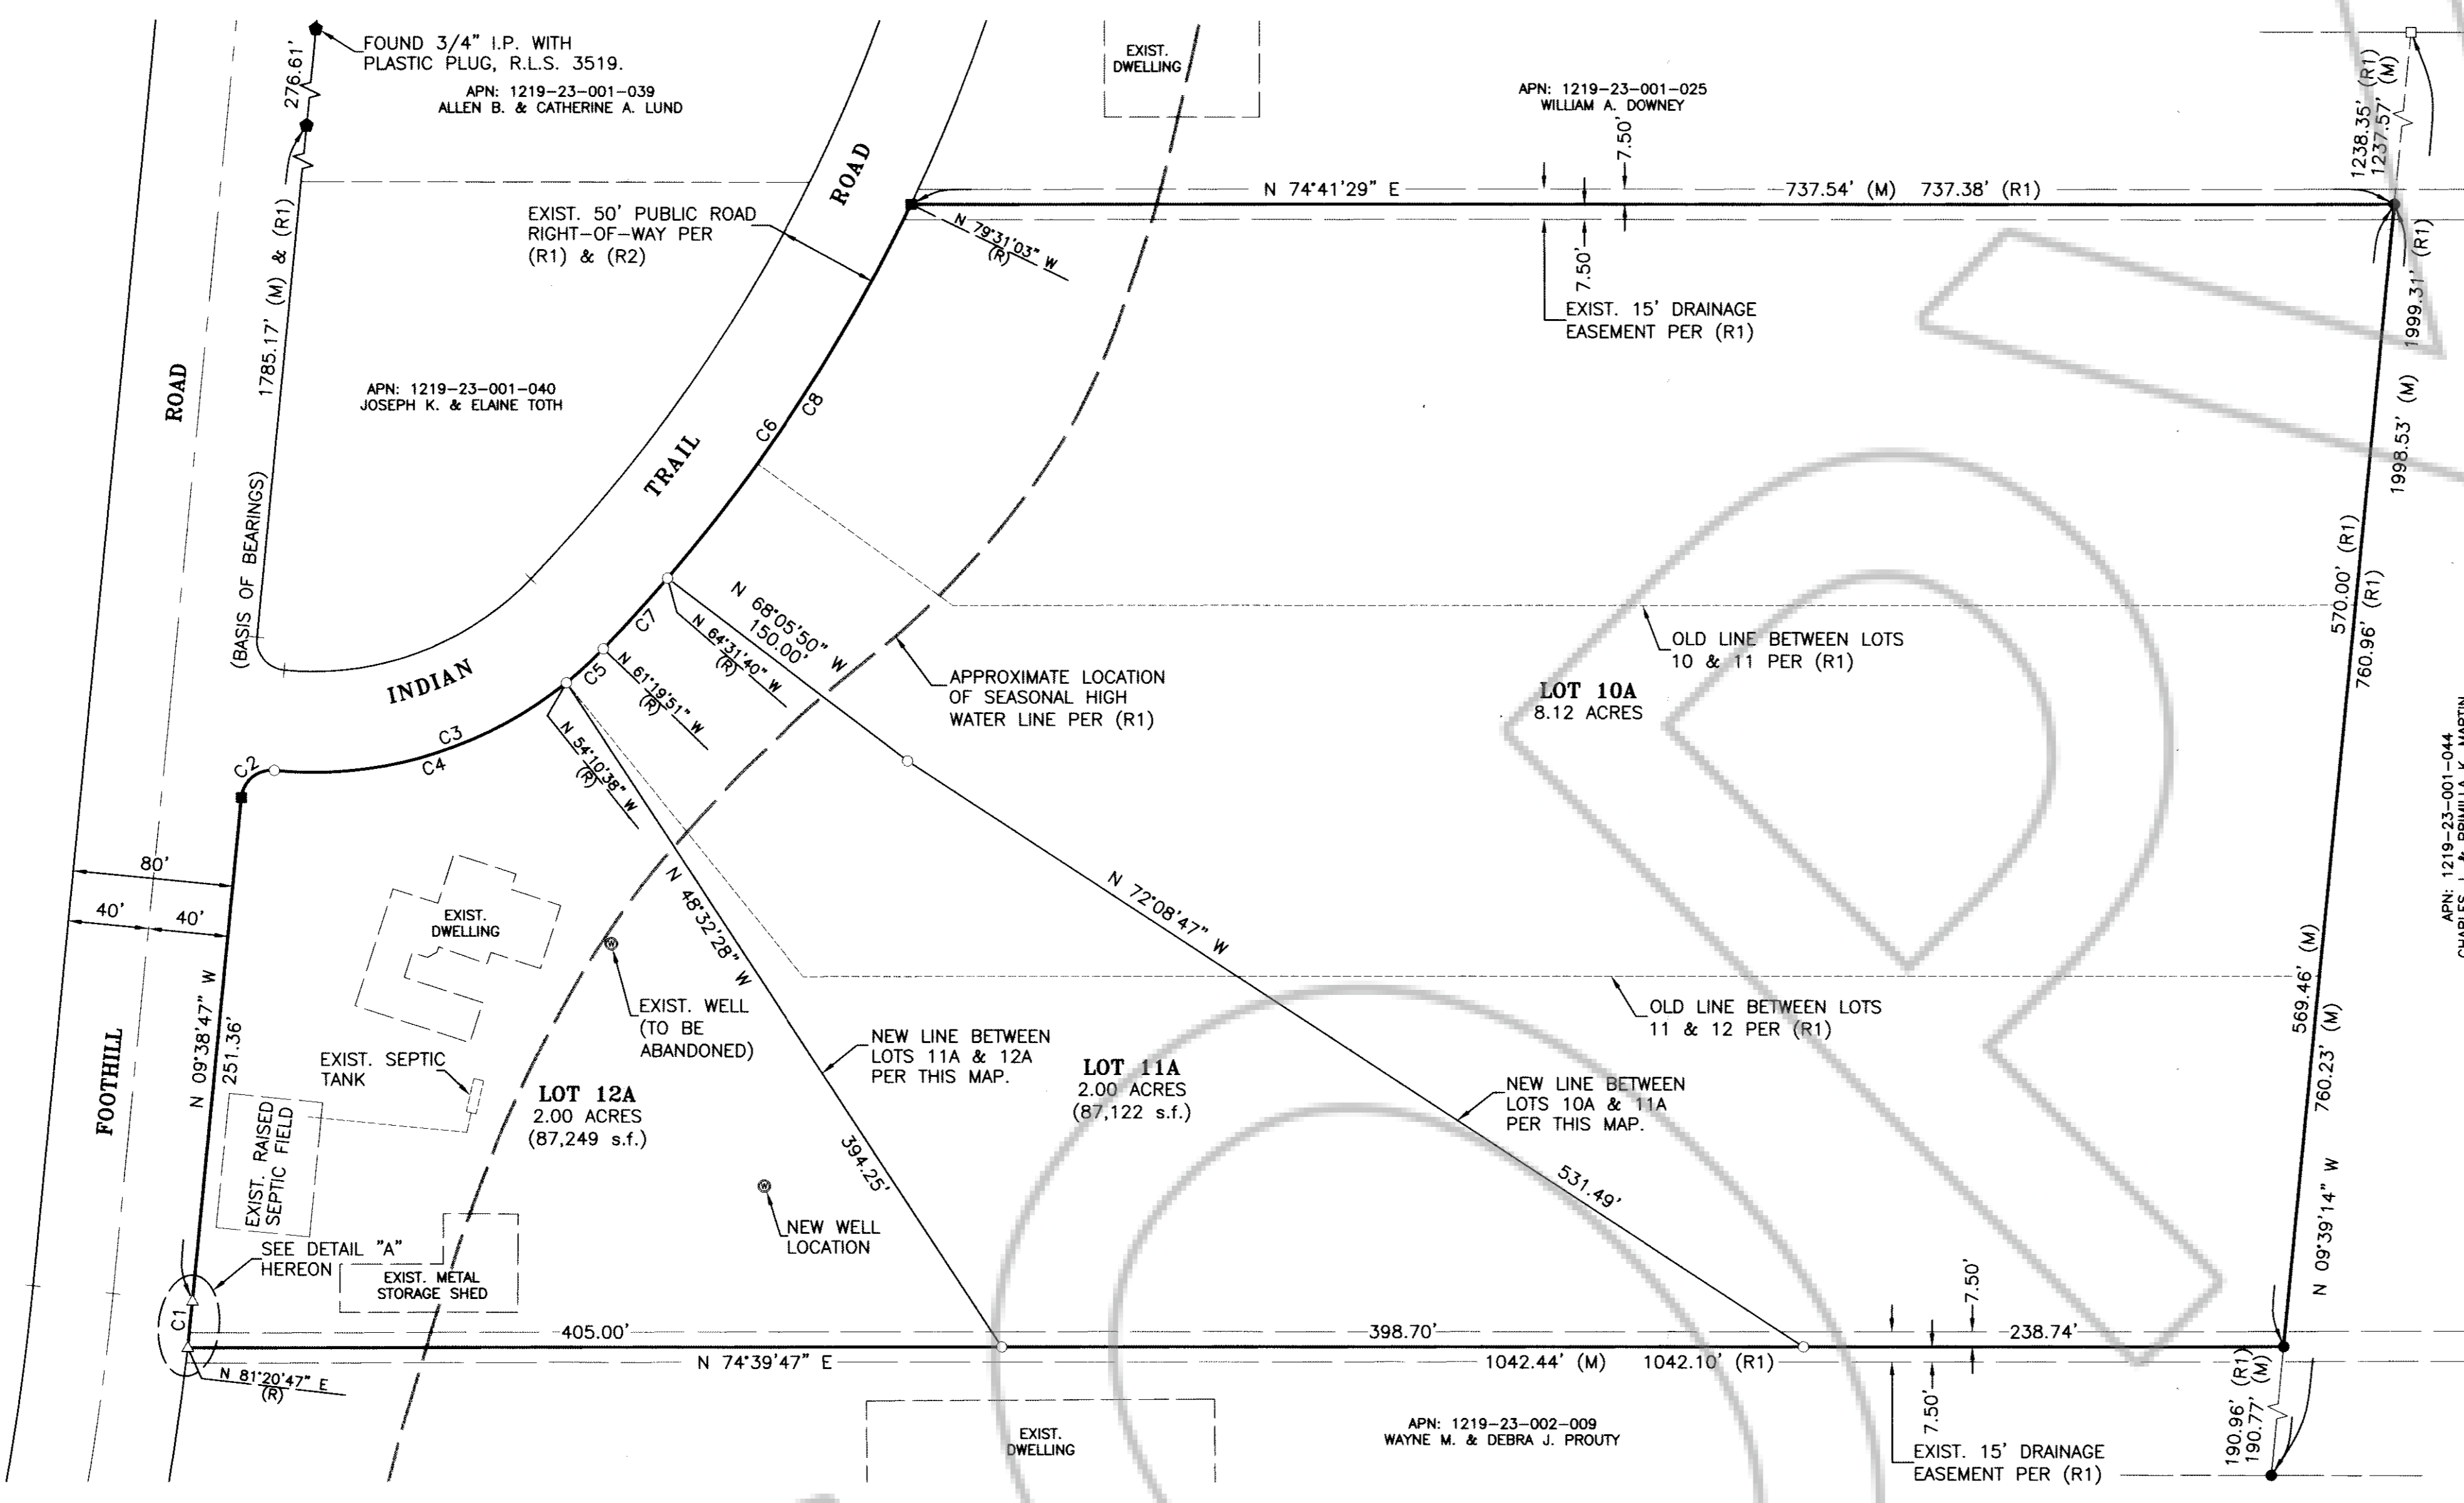 276.61'
FOUND 3/4" I.P. WITH
PLASTIC PLUG, R.L.S. 3519.
APN: 1219-23-001-039
ALLEN B. & CATHERINE A. LUND
EXIST.
DWELLING
APN: 1219-23-001-025
WILLIAM A. DOWNEY
7.50'
1238.35' (R1)
1237.57' (M)
ROAD
N 74°41'29" E
737.54' (M) 737.38' (R1)
EXIST. 50' PUBLIC ROAD
RIGHT-OF-WAY PER
(R1) & (R2)
N 79°31'03" W
(R)
7.50'
EXIST. 15' DRAINAGE
EASEMENT PER (R1)
1999.31' (R1)
1998.53' (M)
1785.17' (M) & (R1)
(BASIS OF BEARINGS)
ROAD
APN: 1219-23-001-040
JOSEPH K. & ELAINE TOTH
C6
C8
TRAIL
570.00' (R1)
760.96' (R1)
N 68°05'50" W
150.00'
C7
N 64°31'40" W
(R)
OLD LINE BETWEEN LOTS
10 & 11 PER (R1)
C5
N 61°19'51" W
(R)
APPROXIMATE LOCATION
OF SEASONAL HIGH
WATER LINE PER (R1)
LOT 10A
8.12 ACRES
INDIAN
C3
C4
C2
N 54°10'38" W
(R)
APN: 1219-23-001-044
80'
40'
40'
EXIST.
DWELLING
N 48°32'28" W
394.25'
N 72°08'47" W
531.49'
569.46' (M)
760.23' (M)
N 09°39'14" W
EXIST. WELL
(TO BE
ABANDONED)
OLD LINE BETWEEN LOTS
11 & 12 PER (R1)
N 09°38'47" W
251.36'
FOOTHILL
EXIST. SEPTIC
TANK
NEW LINE BETWEEN
LOTS 11A & 12A
PER THIS MAP.
LOT 11A
2.00 ACRES
(87,122 s.f.)
NEW LINE BETWEEN
LOTS 10A & 11A
PER THIS MAP.
LOT 12A
2.00 ACRES
(87,249 s.f.)
EXIST. RAISED
SEPTIC FIELD
W
W
NEW WELL
LOCATION
SEE DETAIL "A"
HEREON
EXIST. METAL
STORAGE SHED
C1
7.50'
405.00'
398.70'
238.74'
N 74°39'47" E
1042.44' (M) 1042.10' (R1)
N 81°20'47" E
(R)
7.50'
190.96' (R1)
190.77' (M)
EXIST.
DWELLING
APN: 1219-23-002-009
WAYNE M. & DEBRA J. PROUTY
EXIST. 15' DRAINAGE
EASEMENT PER (R1)